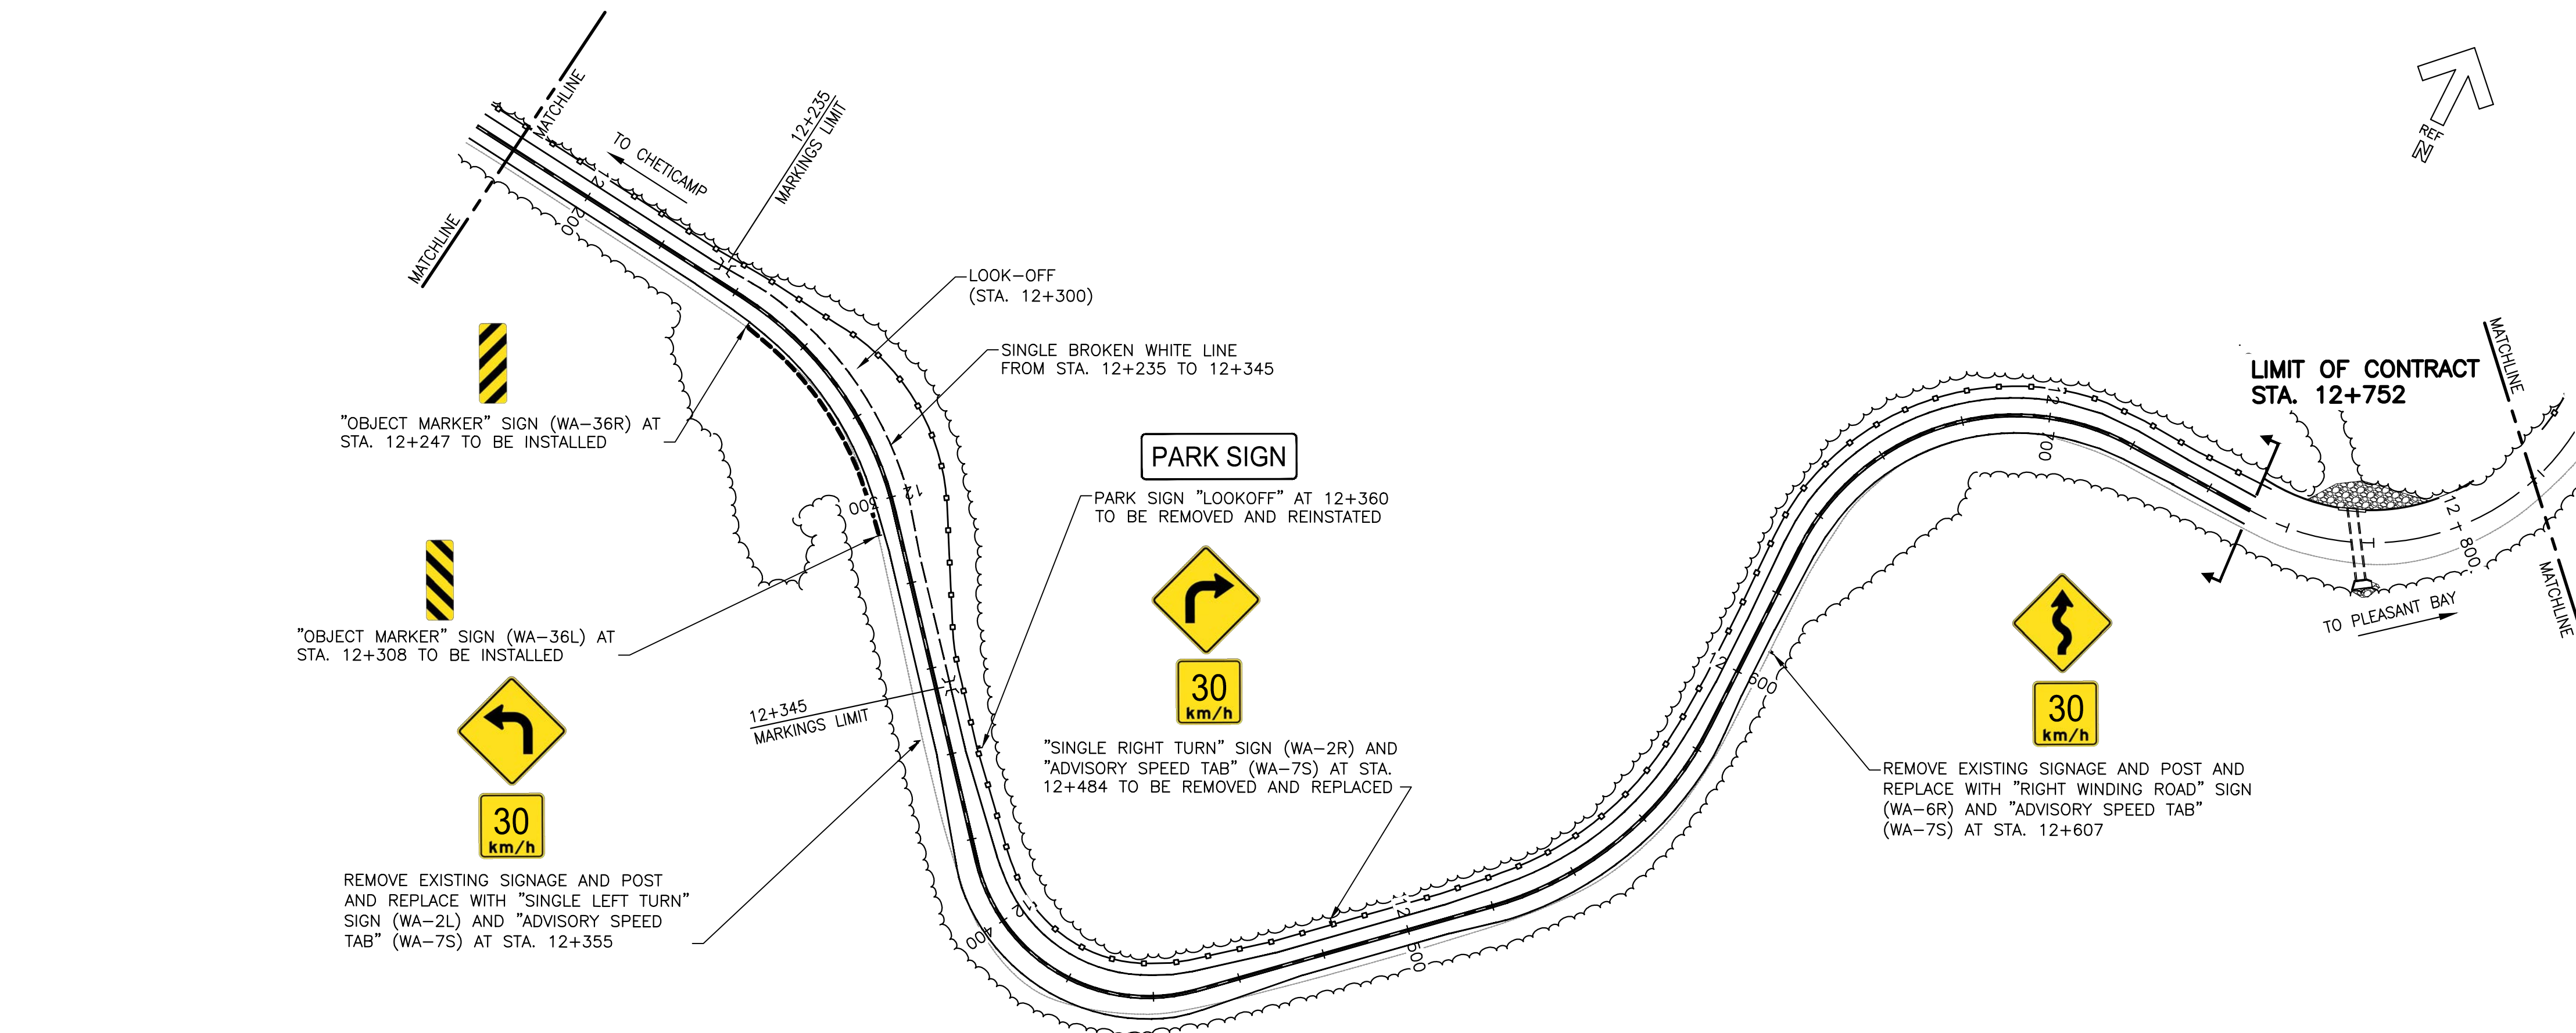 MATCHLINE
MATCHLINE
TO CHETICAMP
12+235
MARKINGS LIMIT
REF
N
12
200
LOOK-OFF
(STA. 12+300)
SINGLE BROKEN WHITE LINE
FROM STA. 12+235 TO 12+345
"OBJECT MARKER" SIGN (WA-36R) AT
STA. 12+247 TO BE INSTALLED
12
300
"OBJECT MARKER" SIGN (WA-36L) AT
STA. 12+308 TO BE INSTALLED
12+345
MARKINGS LIMIT
30
km/h
REMOVE EXISTING SIGNAGE AND POST
AND REPLACE WITH "SINGLE LEFT TURN"
SIGN (WA-2L) AND "ADVISORY SPEED
TAB" (WA-7S) AT STA. 12+355
12
400
PARK SIGN
PARK SIGN "LOOKOFF" AT 12+360
TO BE REMOVED AND REINSTATED
30
km/h
"SINGLE RIGHT TURN" SIGN (WA-2R) AND
"ADVISORY SPEED TAB" (WA-7S) AT STA.
12+484 TO BE REMOVED AND REPLACED
12
500
12
600
12
700
30
km/h
REMOVE EXISTING SIGNAGE AND POST AND
REPLACE WITH "RIGHT WINDING ROAD" SIGN
(WA-6R) AND "ADVISORY SPEED TAB"
(WA-7S) AT STA. 12+607
LIMIT OF CONTRACT
STA. 12+752
MATCHLINE
12
800
TO PLEASANT BAY
MATCHLINE